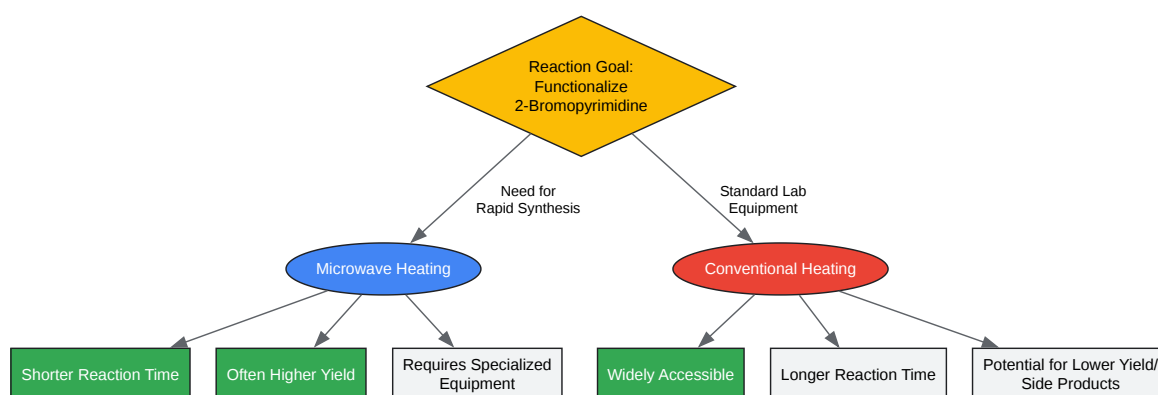 Reaction Goal:
Functionalize
2-Bromopyrimidine
Need for
Rapid Synthesis
Standard Lab
Equipment
Microwave Heating
Conventional Heating
Shorter Reaction Time
Often Higher Yield
Requires Specialized
Equipment
Widely Accessible
Longer Reaction Time
Potential for Lower Yield/
Side Products